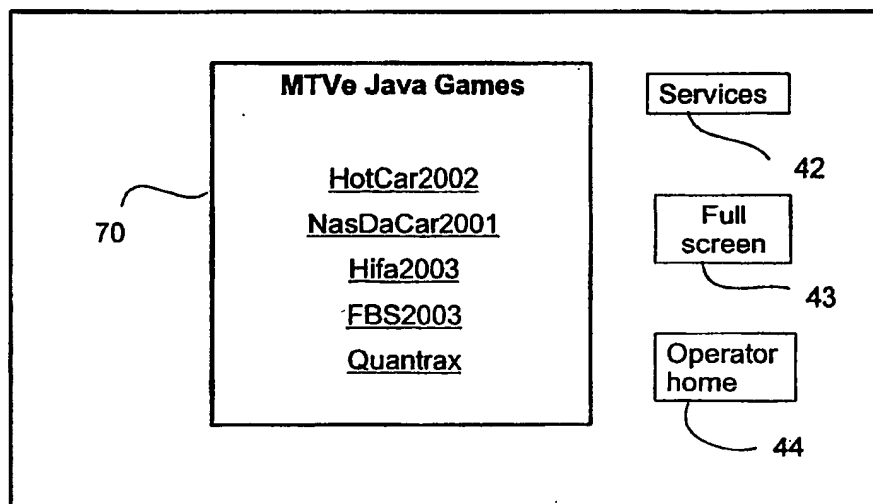 MTVe Java Games
HotCar2002
NasDaCar2001
Hifa2003
FBS2003
Quantrax
70
Services
42
Full
screen
43
Operator
home
44